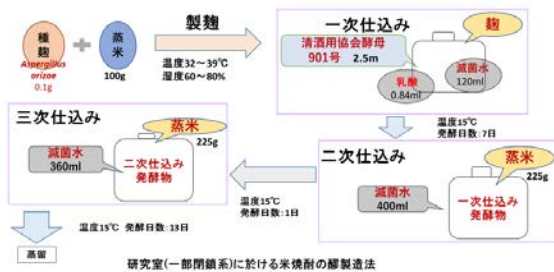 種麹
Aspergillus
orizae
0.1g
蒸米
100g
製麹
温度32～39℃
湿度60～80%
一次仕込み
麹
清酒用協会酵母
901号 2.5m
乳酸
0.84ml
滅菌水
120ml
温度15℃
発酵日数:7日
二次仕込み
蒸米
225g
滅菌水
400ml
一次仕込み
発酵物
温度15℃
発酵日数:1日
三次仕込み
蒸米
225g
滅菌水
360ml
二次仕込み
発酵物
温度15℃ 発酵日数:13日
蒸留
研究室(一部閉鎖系)に於ける米焼酎の醪製造法